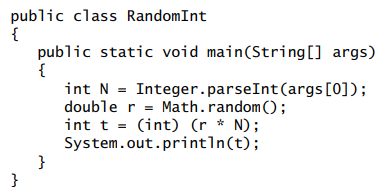 public class RandomInt
{
   public static void main(String[] args)
   {
      int N = Integer.parseInt(args[0]);
      double r = Math.random();
      int t = (int) (r * N);
      System.out.println(t);
   }
}